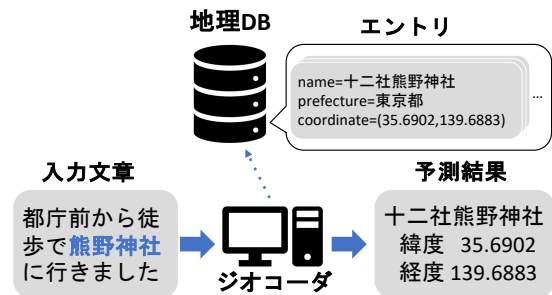 地理DB
エントリ
name=十二社熊野神社
prefecture=東京都
coordinate=(35.6902,139.6883)
…
入力文章
都庁前から徒
歩で熊野神社
に行きました
ジオコーダ
予測結果
十二社熊野神社
緯度 35.6902
経度 139.6883